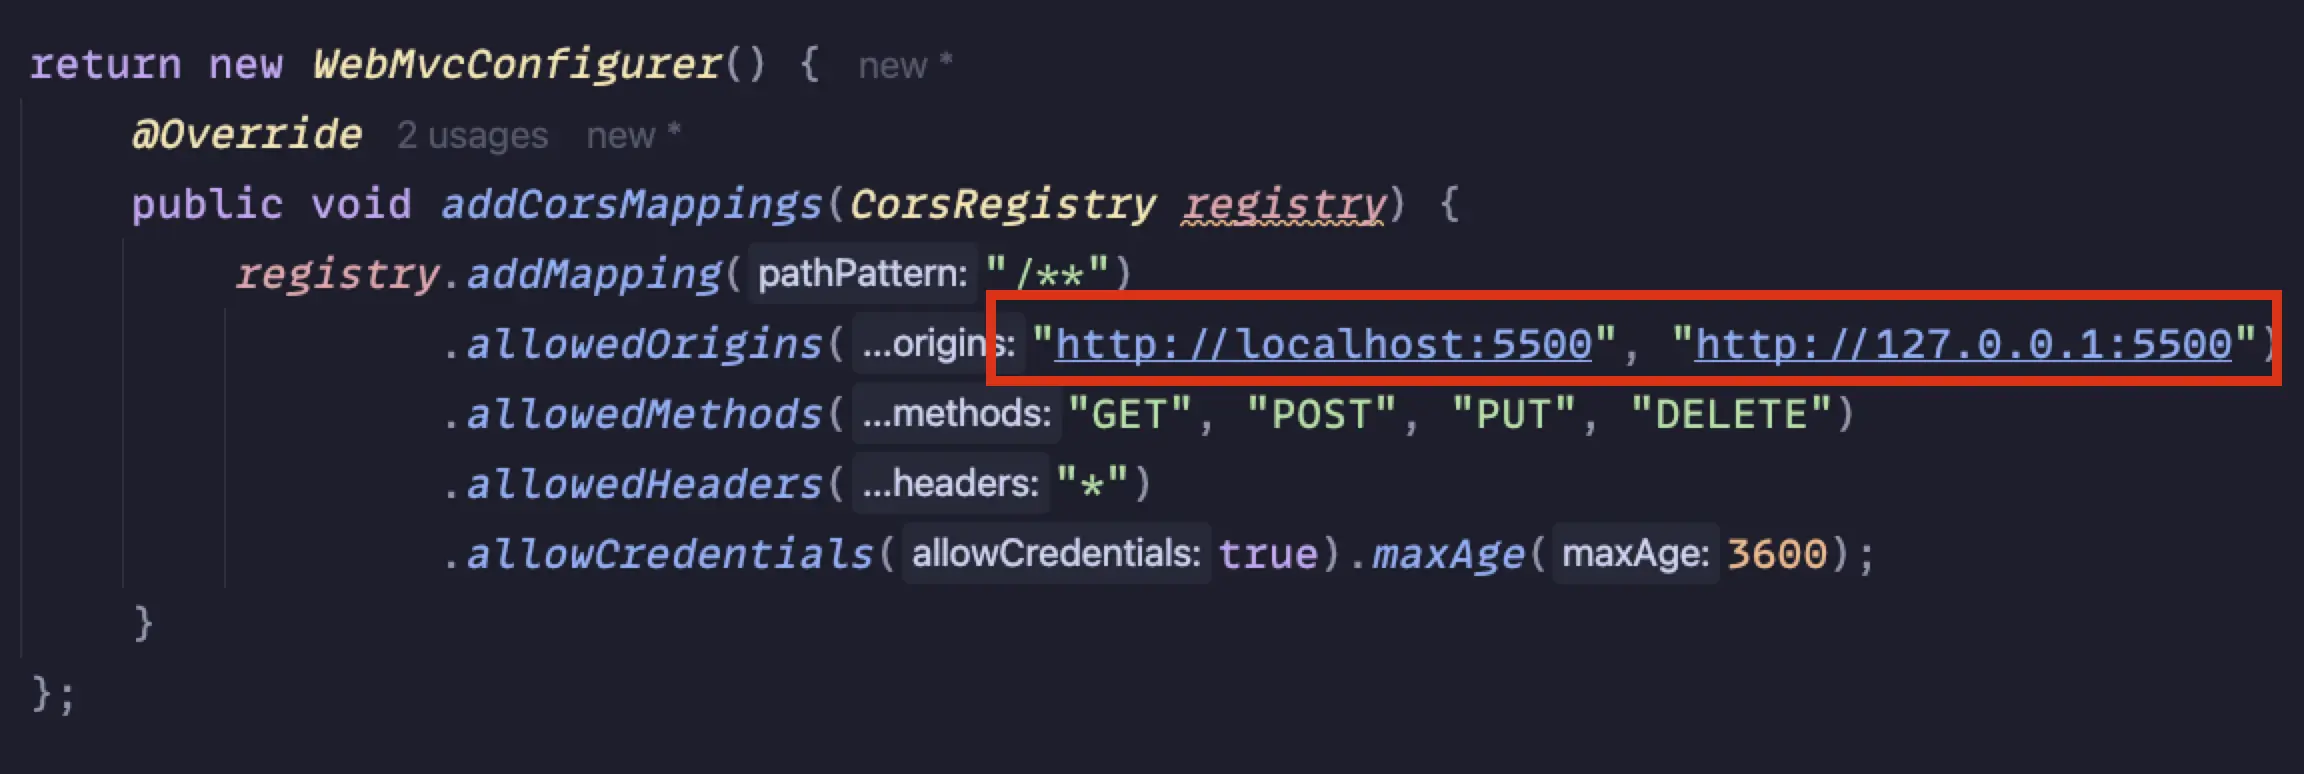 return new WebMvcConfigurer() { new *
@Override 2 usages new *
public void addCorsMappings(CorsRegistry registry) {
registry.addMapping( pathPattern: "/**")
.allowedOrigins( ...origins: "http://localhost:5500", "http://127.0.0.1:5500")
.allowedMethods( ...methods: "GET", "POST", "PUT", "DELETE")
.allowedHeaders( ...headers: "*")
.allowCredentials( allowCredentials: true).maxAge( maxAge: 3600);
}
};